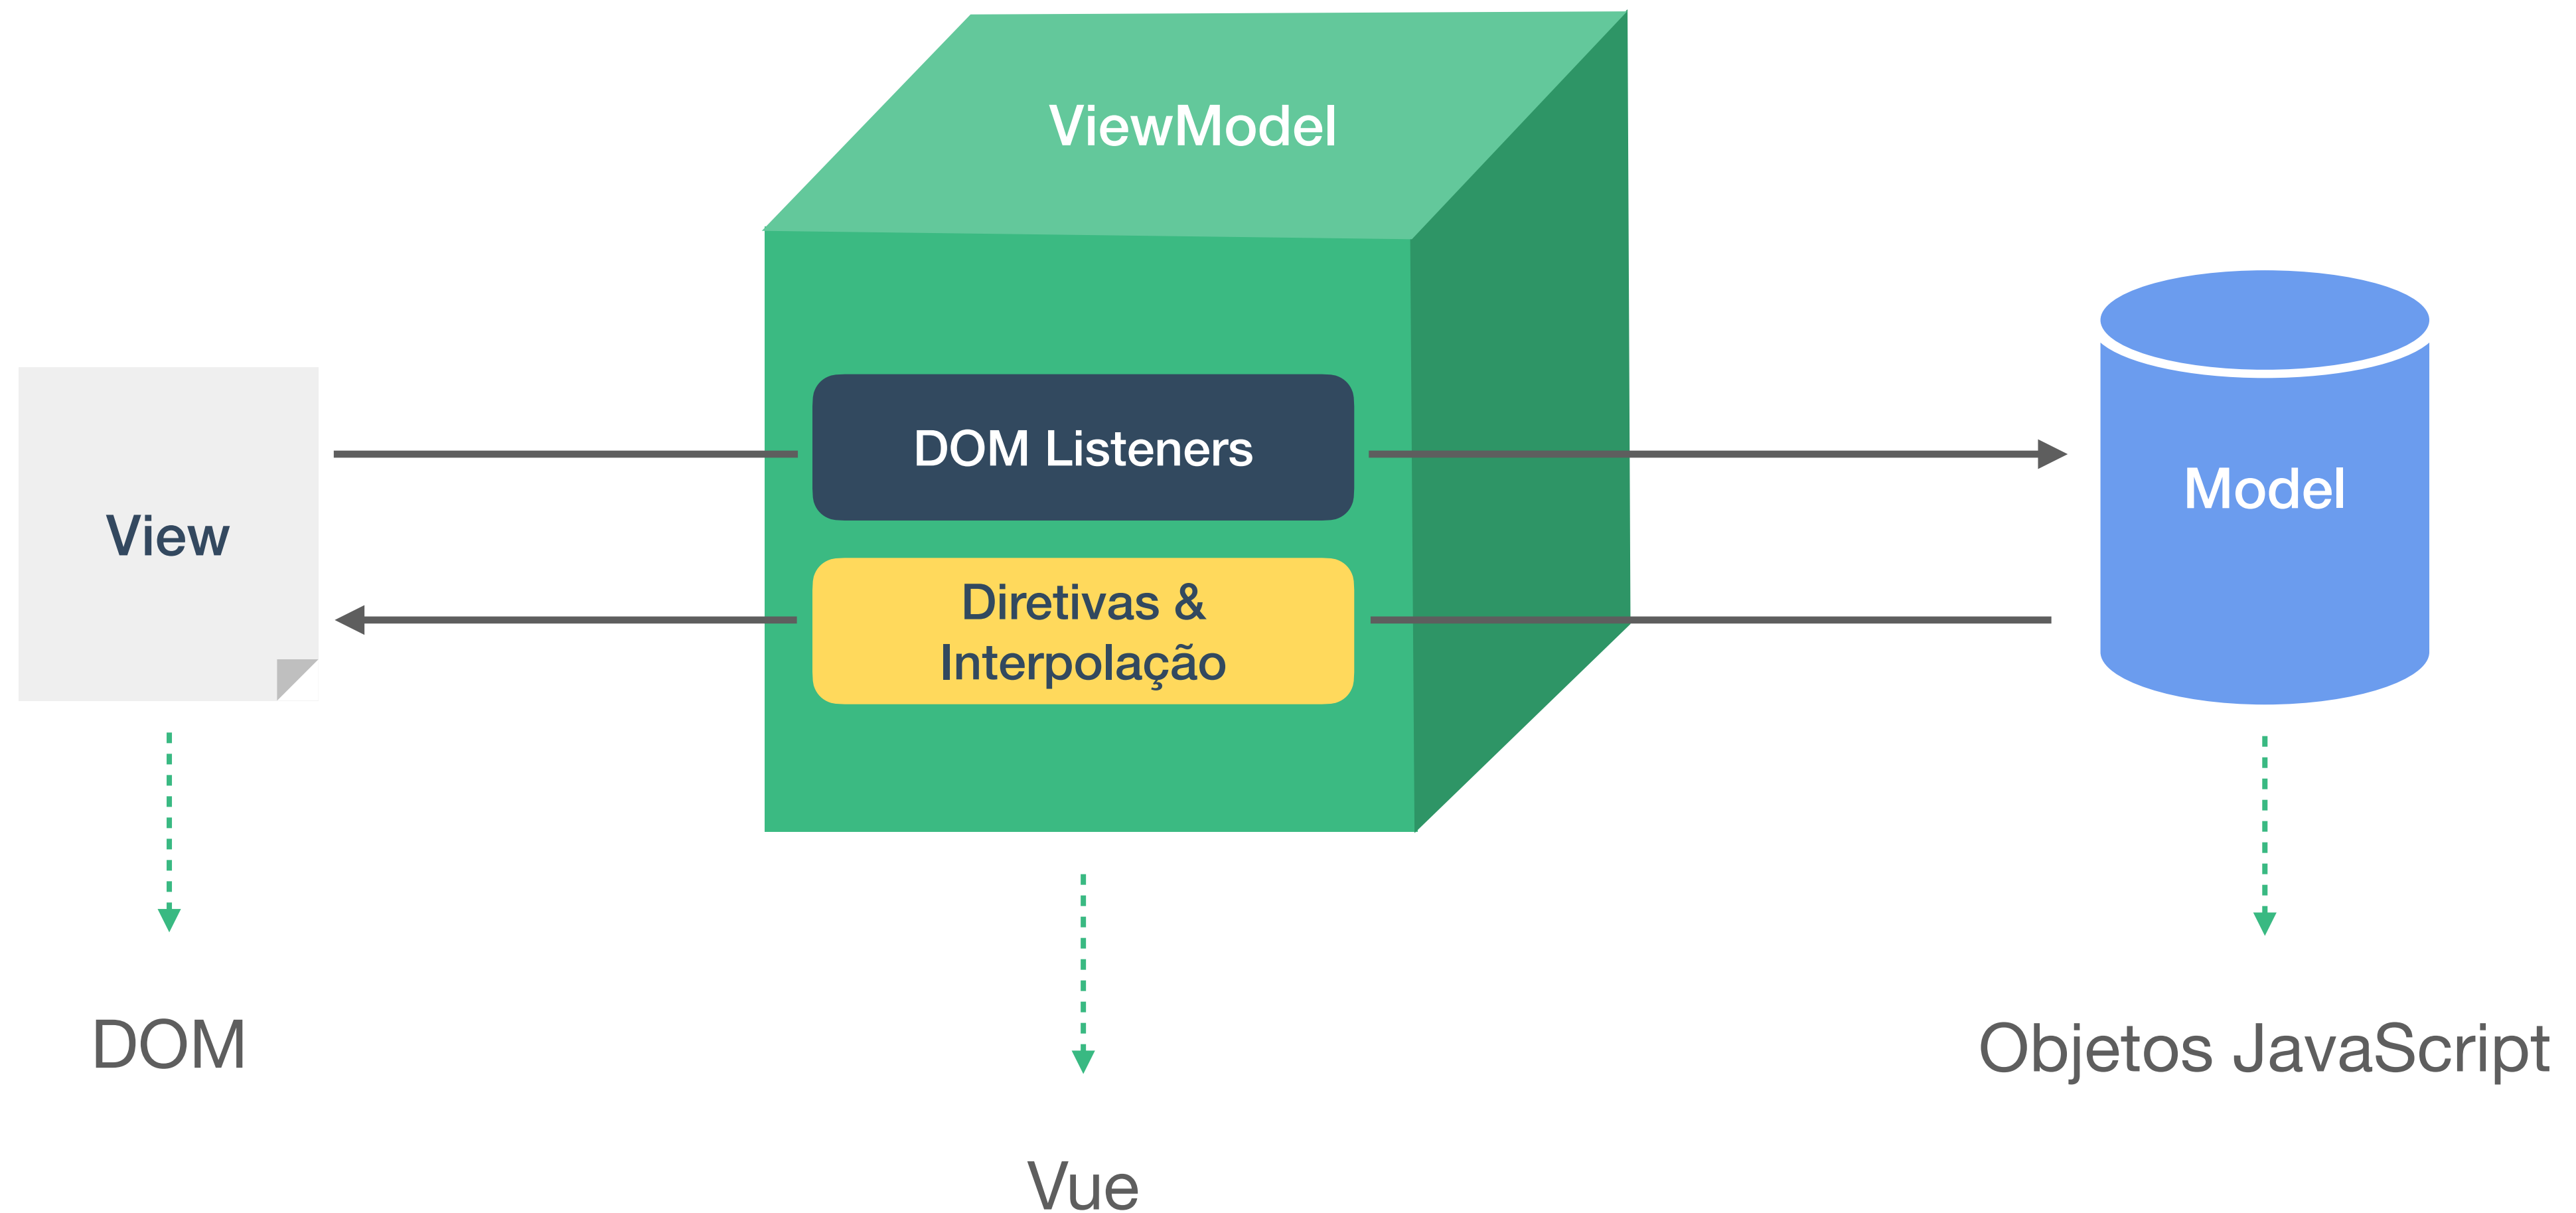 ViewModel
View
DOM Listeners
Diretivas &
Interpolação
Model
DOM
Vue
Objetos JavaScript